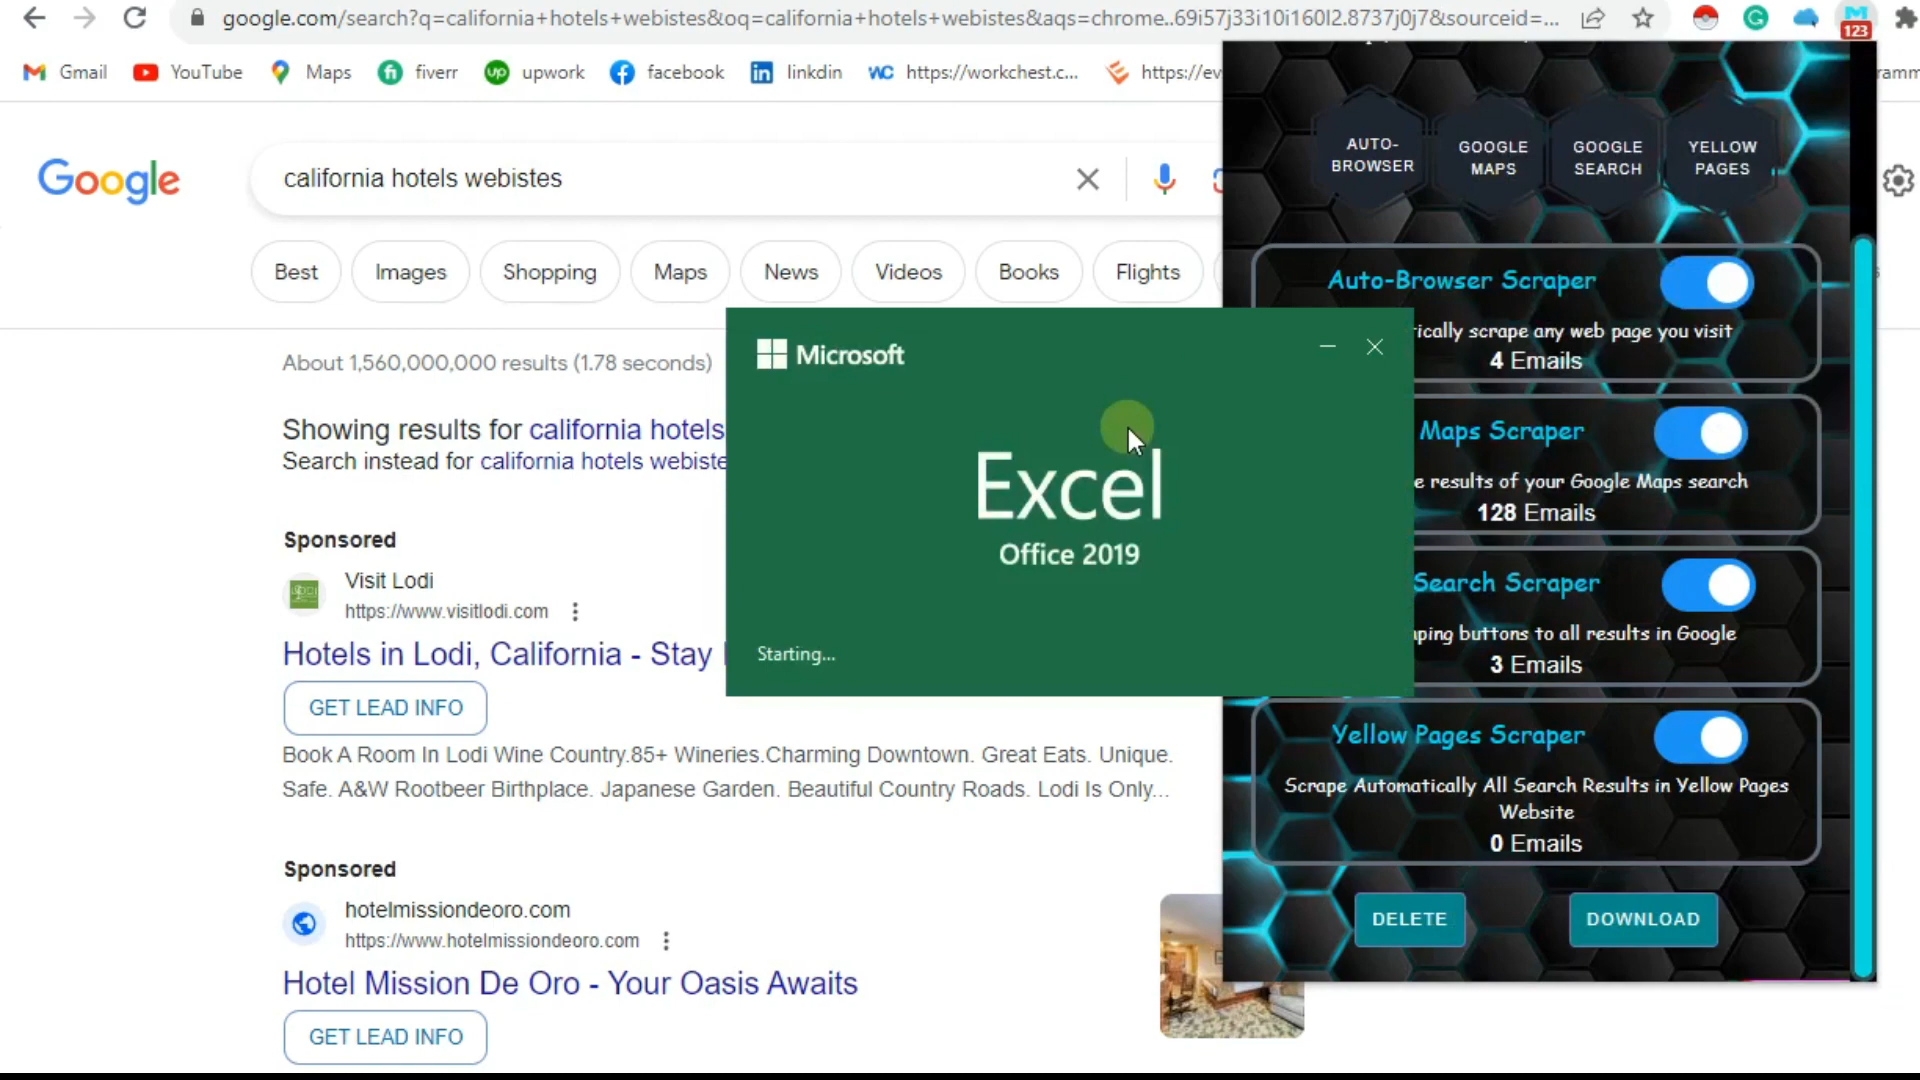 google.com/search?q=california+hotels+webistes&oq=california+hotels+webistes&aqs=chrome..69i57j33i10i160l2.8737j0j7&sourceid=...
123
Gmail
YouTube
Maps
fiverr
upwork
facebook
linkdin
https://workchest.c...
https://ev
Google
california hotels webistes
Best
Images
Shopping
Maps
News
Videos
Books
Flights
About 1,560,000,000 results (1.78 seconds)
Showing results for california hotels
Search instead for california hotels webiste
Sponsored
Visit Lodi
https://www.visitlodi.com
Hotels in Lodi, California - Stay
GET LEAD INFO
Book A Room In Lodi Wine Country.85+ Wineries.Charming Downtown. Great Eats. Unique.
Safe. A&W Rootbeer Birthplace. Japanese Garden. Beautiful Country Roads. Lodi Is Only...
Sponsored
hotelmissiondeoro.com
https://www.hotelmissiondeoro.com
Hotel Mission De Oro - Your Oasis Awaits
GET LEAD INFO
Microsoft
Excel
Office 2019
Starting...
AUTO-
BROWSER
GOOGLE
MAPS
GOOGLE
SEARCH
YELLOW
PAGES
Auto-Browser Scraper
ically scrape any web page you visit
4 Emails
Maps Scraper
e results of your Google Maps search
128 Emails
Search Scraper
ping buttons to all results in Google
3 Emails
Yellow Pages Scraper
Scrape Automatically All Search Results in Yellow Pages
Website
0 Emails
DELETE
DOWNLOAD